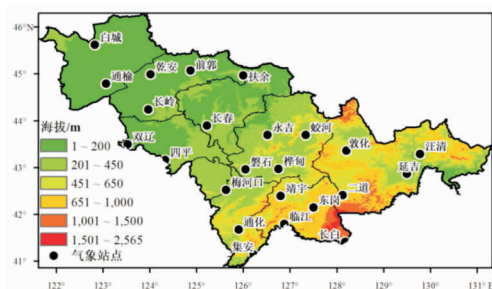 46°N
45°
44°
43°
42°
41°
白城
乾安
前郭
扶余
通榆
长岭
长春
海拔/m
1~200
201~450
451~650
651~1,000
1,001~1,500
1,501~2,565
气象站点
双辽
四平
永吉
蛟河
敦化
汪清
延吉
磐石
桦甸
梅河口
靖宇
二道
东岗
通化
临江
集安
长白
122°
123°
124°
125°
126°
127°
128°
129°
130°
131°E